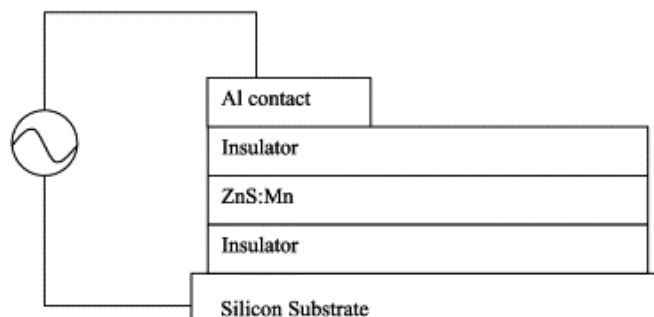 Al contact
Insulator
ZnS:Mn
Insulator
Silicon Substrate